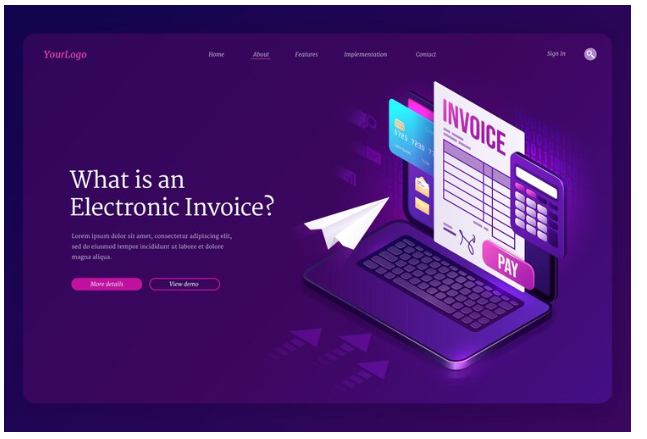 YourLogo
Home About Features Implementation Contact Sign In
INVOICE
What is an
Electronic Invoice?
Lorem ipsum dolor sit amet, consectetur adipiscing elit,
sed do eiusmod tempor incididunt ut labore et dolore
magna aliqua.
More details View demo
PAY